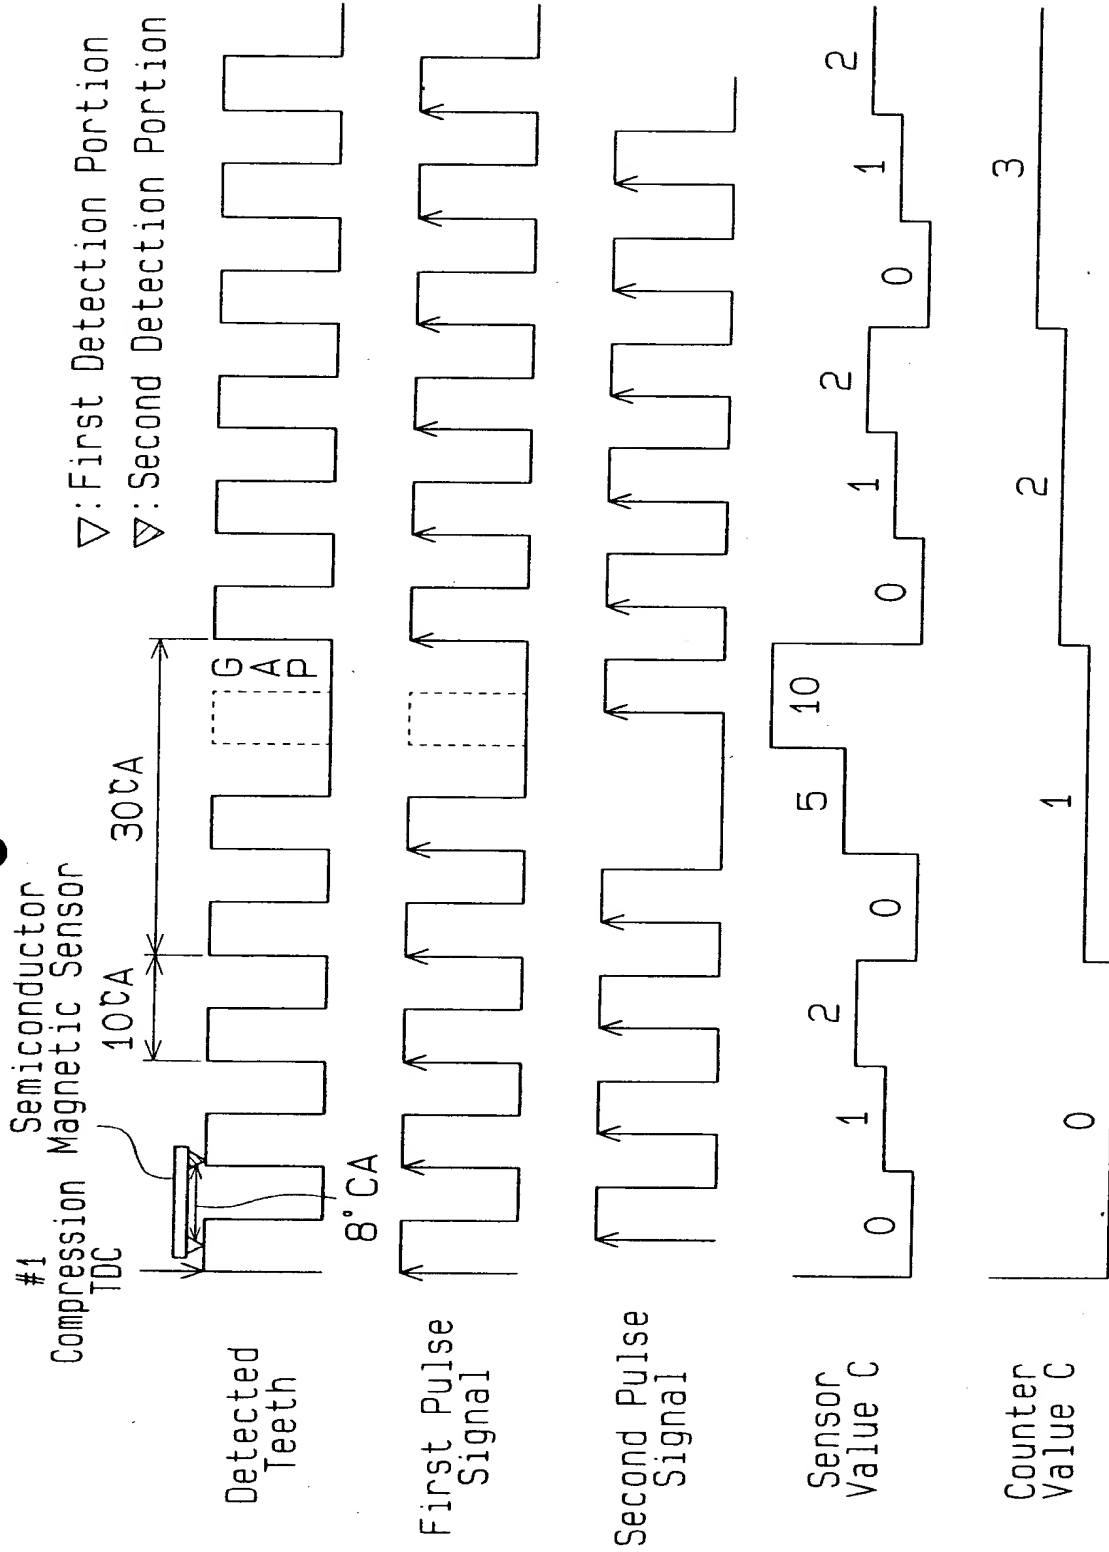 ▽:First Detection Portion
▽:Second Detection Portion
#1
Compression
TDC
Semiconductor
Magnetic Sensor
10℃A
30℃A
8°CA
Detected
Teeth
G
A
P
First Pulse
Signal
Second Pulse
Signal
Sensor
Value C
0
1
2
0
5
10
0
1
2
0
1
2
Counter
Value C
0
1
2
3